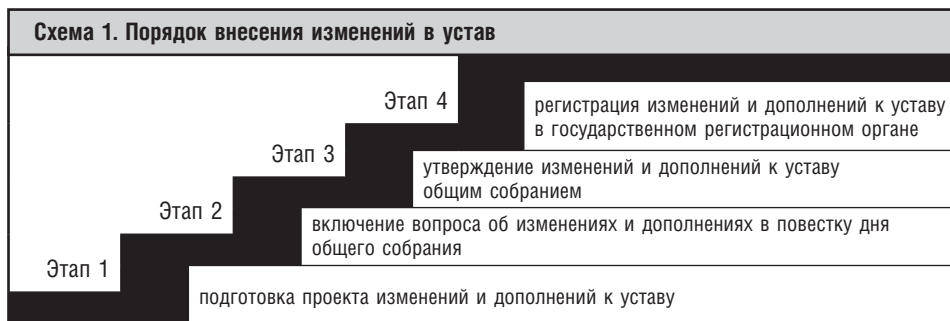 Схема 1. Порядок внесения изменений в устав
Этап 4
регистрация изменений и дополнений к уставу
в государственном регистрационном органе
Этап 3
утверждение изменений и дополнений к уставу
общим собранием
Этап 2
включение вопроса об изменениях и дополнениях в повестку дня
общего собрания
Этап 1
подготовка проекта изменений и дополнений к уставу